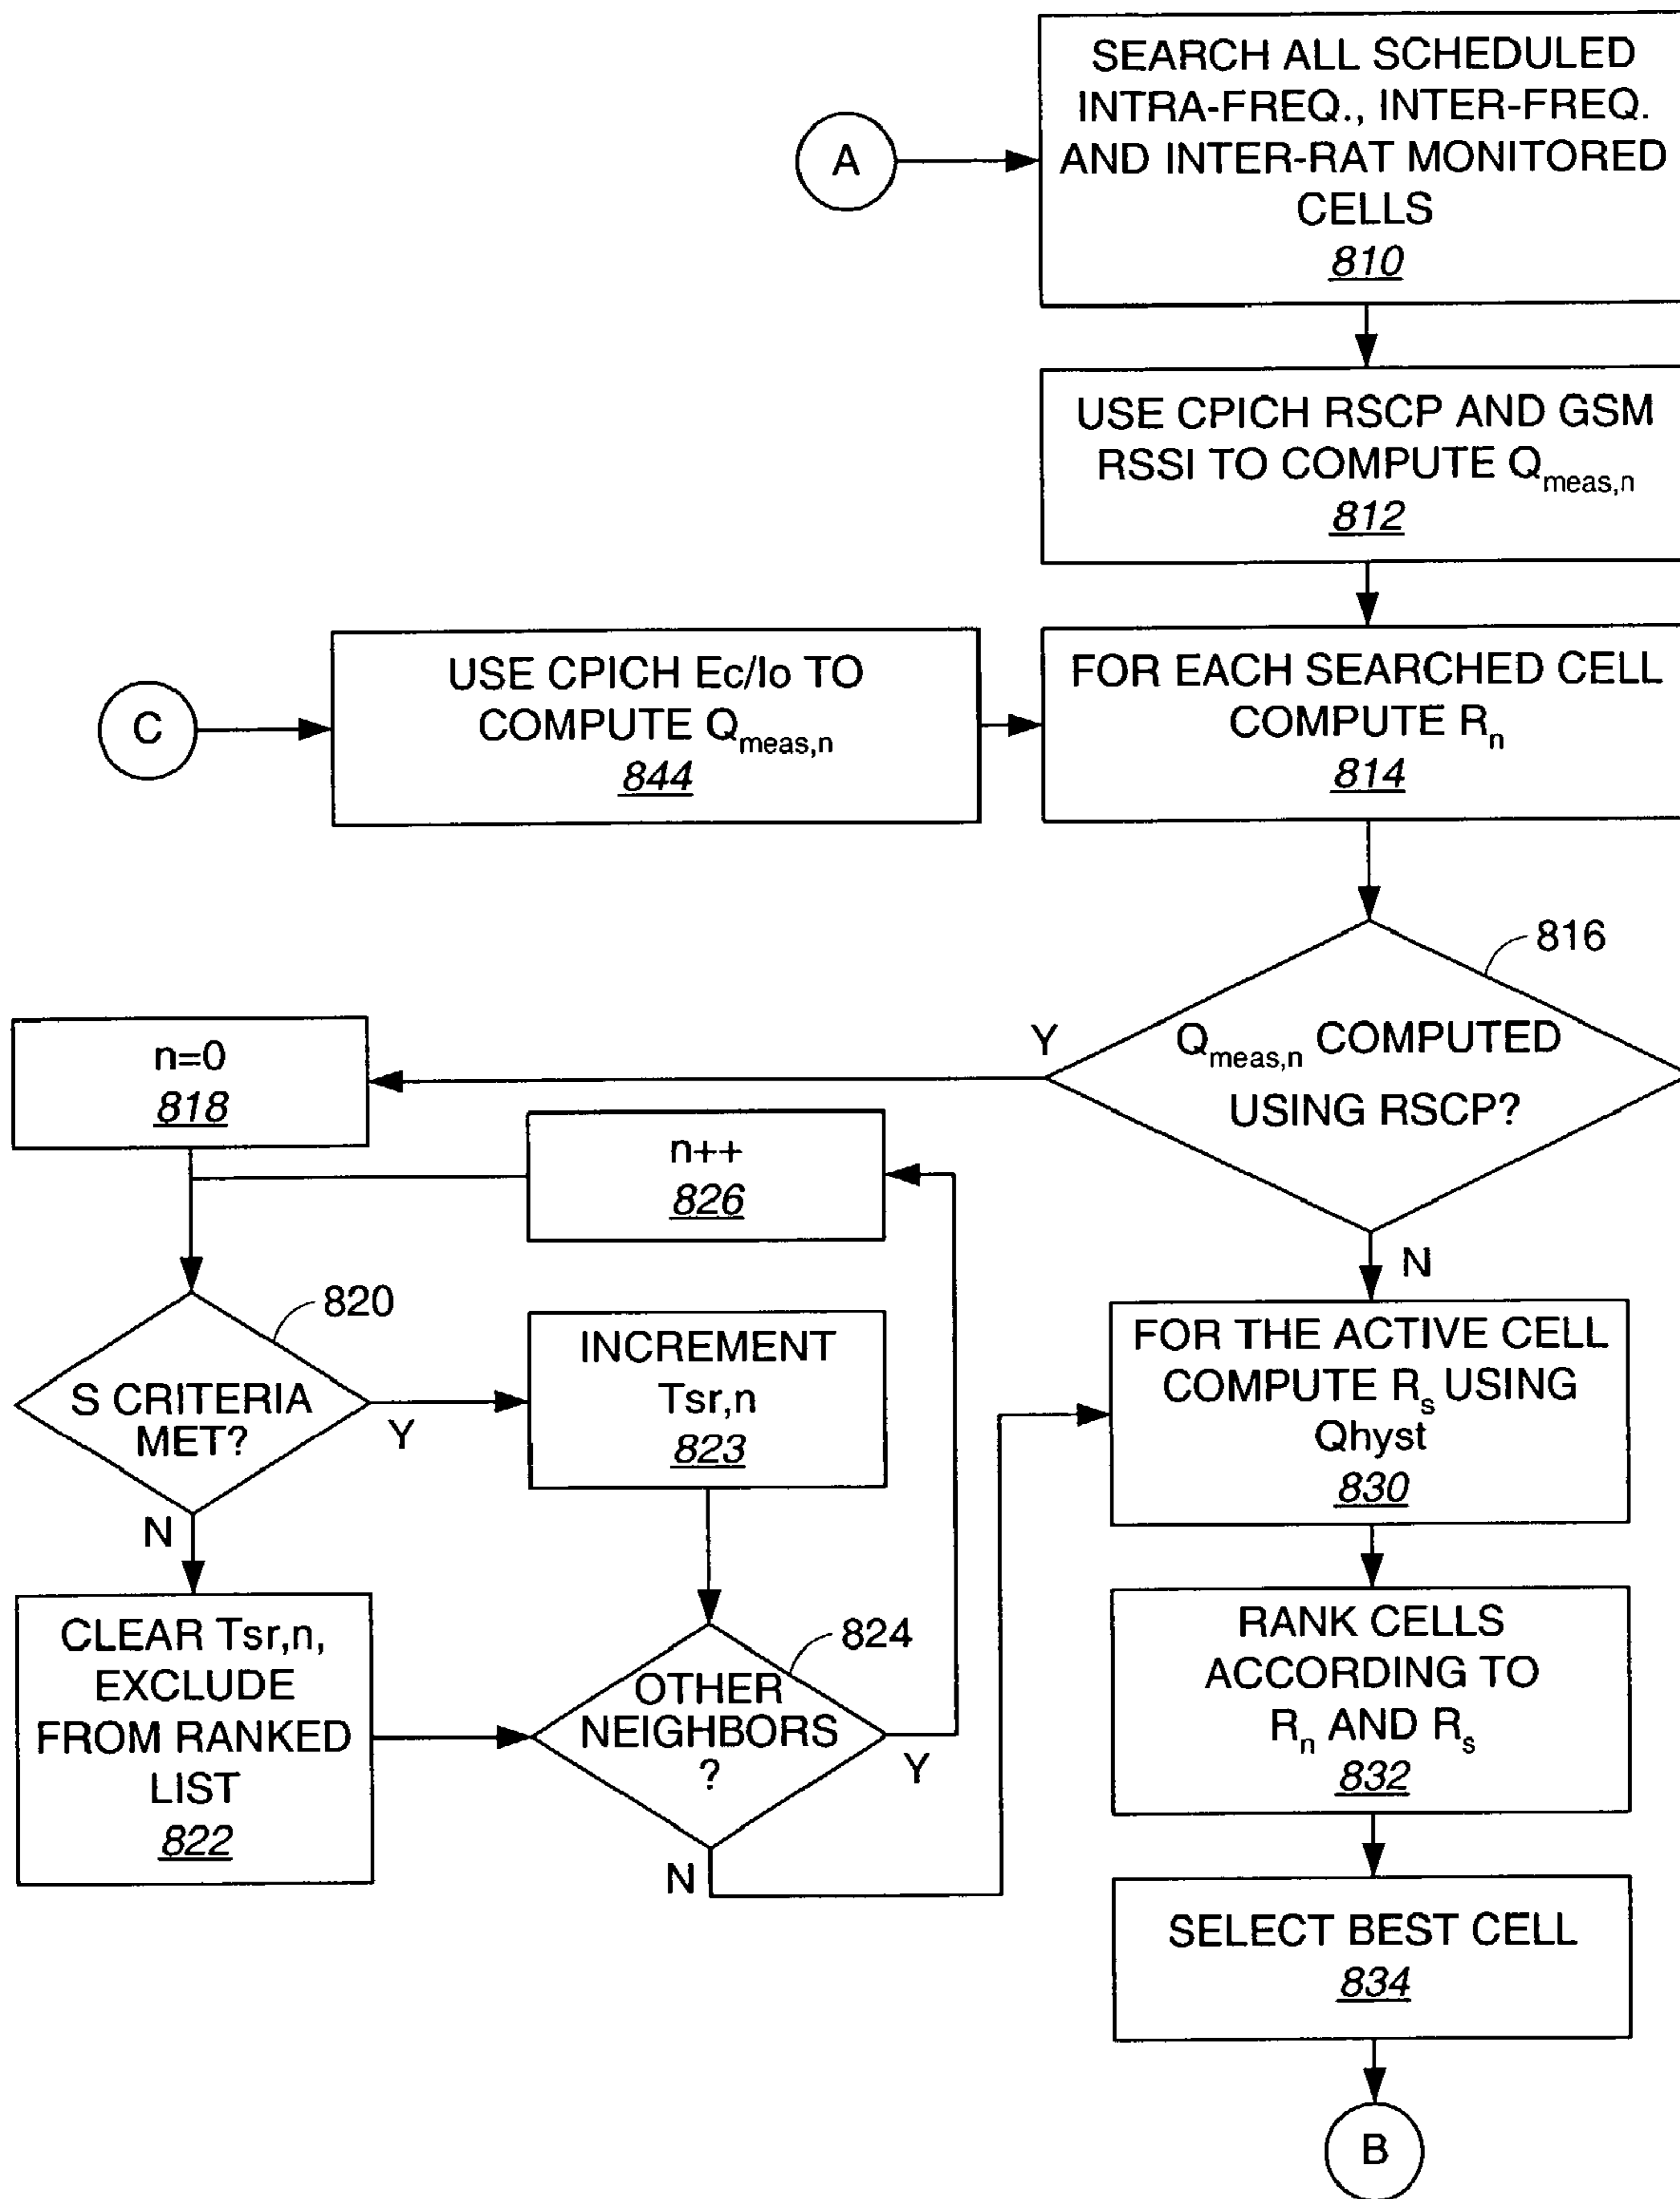 SEARCH ALL SCHEDULED
INTRA-FREQ., INTER-FREQ.
AND INTER-RAT MONITORED
CELLS
810
A
USE CPICH RSCP AND GSM
RSSI TO COMPUTE Qmeas,n
812
C
USE CPICH Ec/Io TO
COMPUTE Qmeas,n
844
FOR EACH SEARCHED CELL
COMPUTE Rn
814
816
Qmeas,n COMPUTED
USING RSCP?
Y
N
n=0
818
n++
826
820
S CRITERIA
MET?
Y
N
INCREMENT
Tsr,n
823
CLEAR Tsr,n,
EXCLUDE
FROM RANKED
LIST
822
824
OTHER
NEIGHBORS
?
Y
N
FOR THE ACTIVE CELL
COMPUTE Rs USING
Qhyst
830
RANK CELLS
ACCORDING TO
Rn AND Rs
832
SELECT BEST CELL
834
B